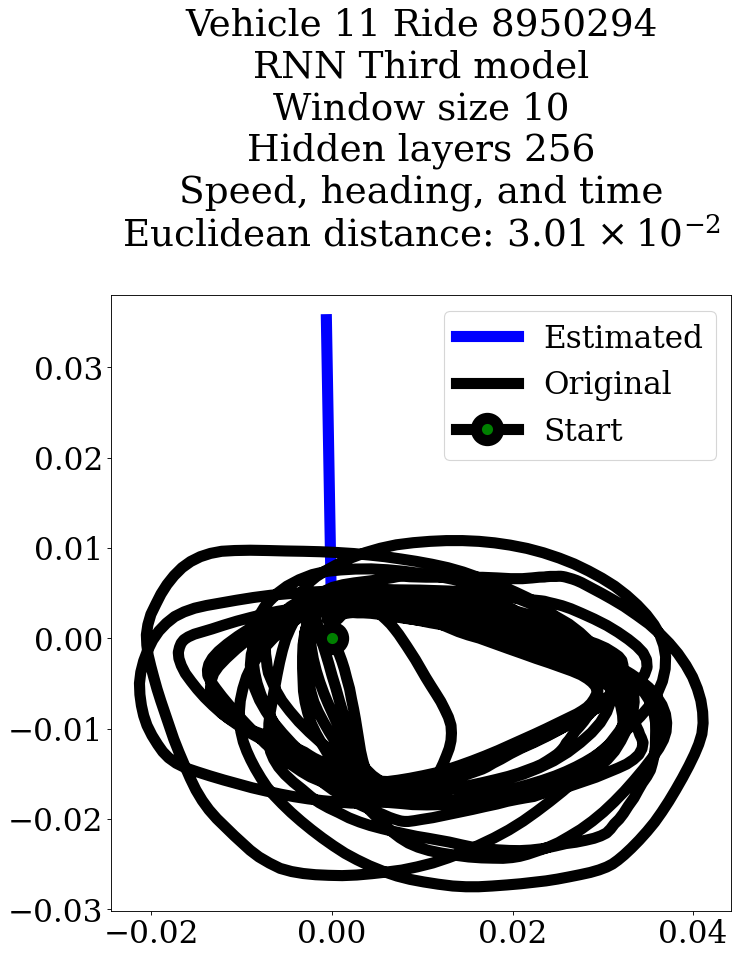 Vehicle 11 Ride 8950294
RNN Third model
Window size 10
Hidden layers 256
Speed, heading, and time
Euclidean distance: 3.01 × 10⁻²
Estimated
Original
Start
0.03
0.02
0.01
0.00
−0.01
−0.02
−0.03
−0.02 0.00 0.02 0.04